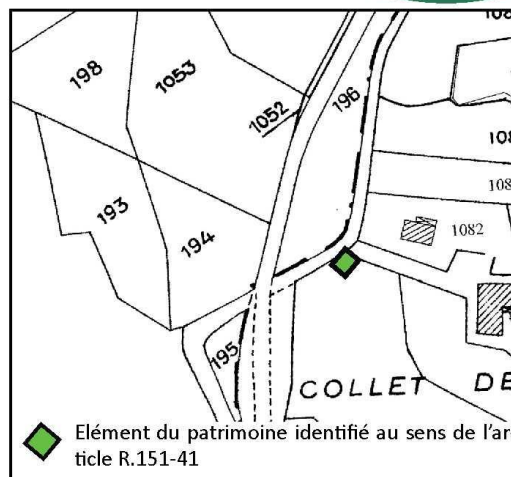 198
1053
1052
196
193
194
1082
195
COLLET DE
Elément du patrimoine identifié au sens de l'ar-
ticle R.151-41